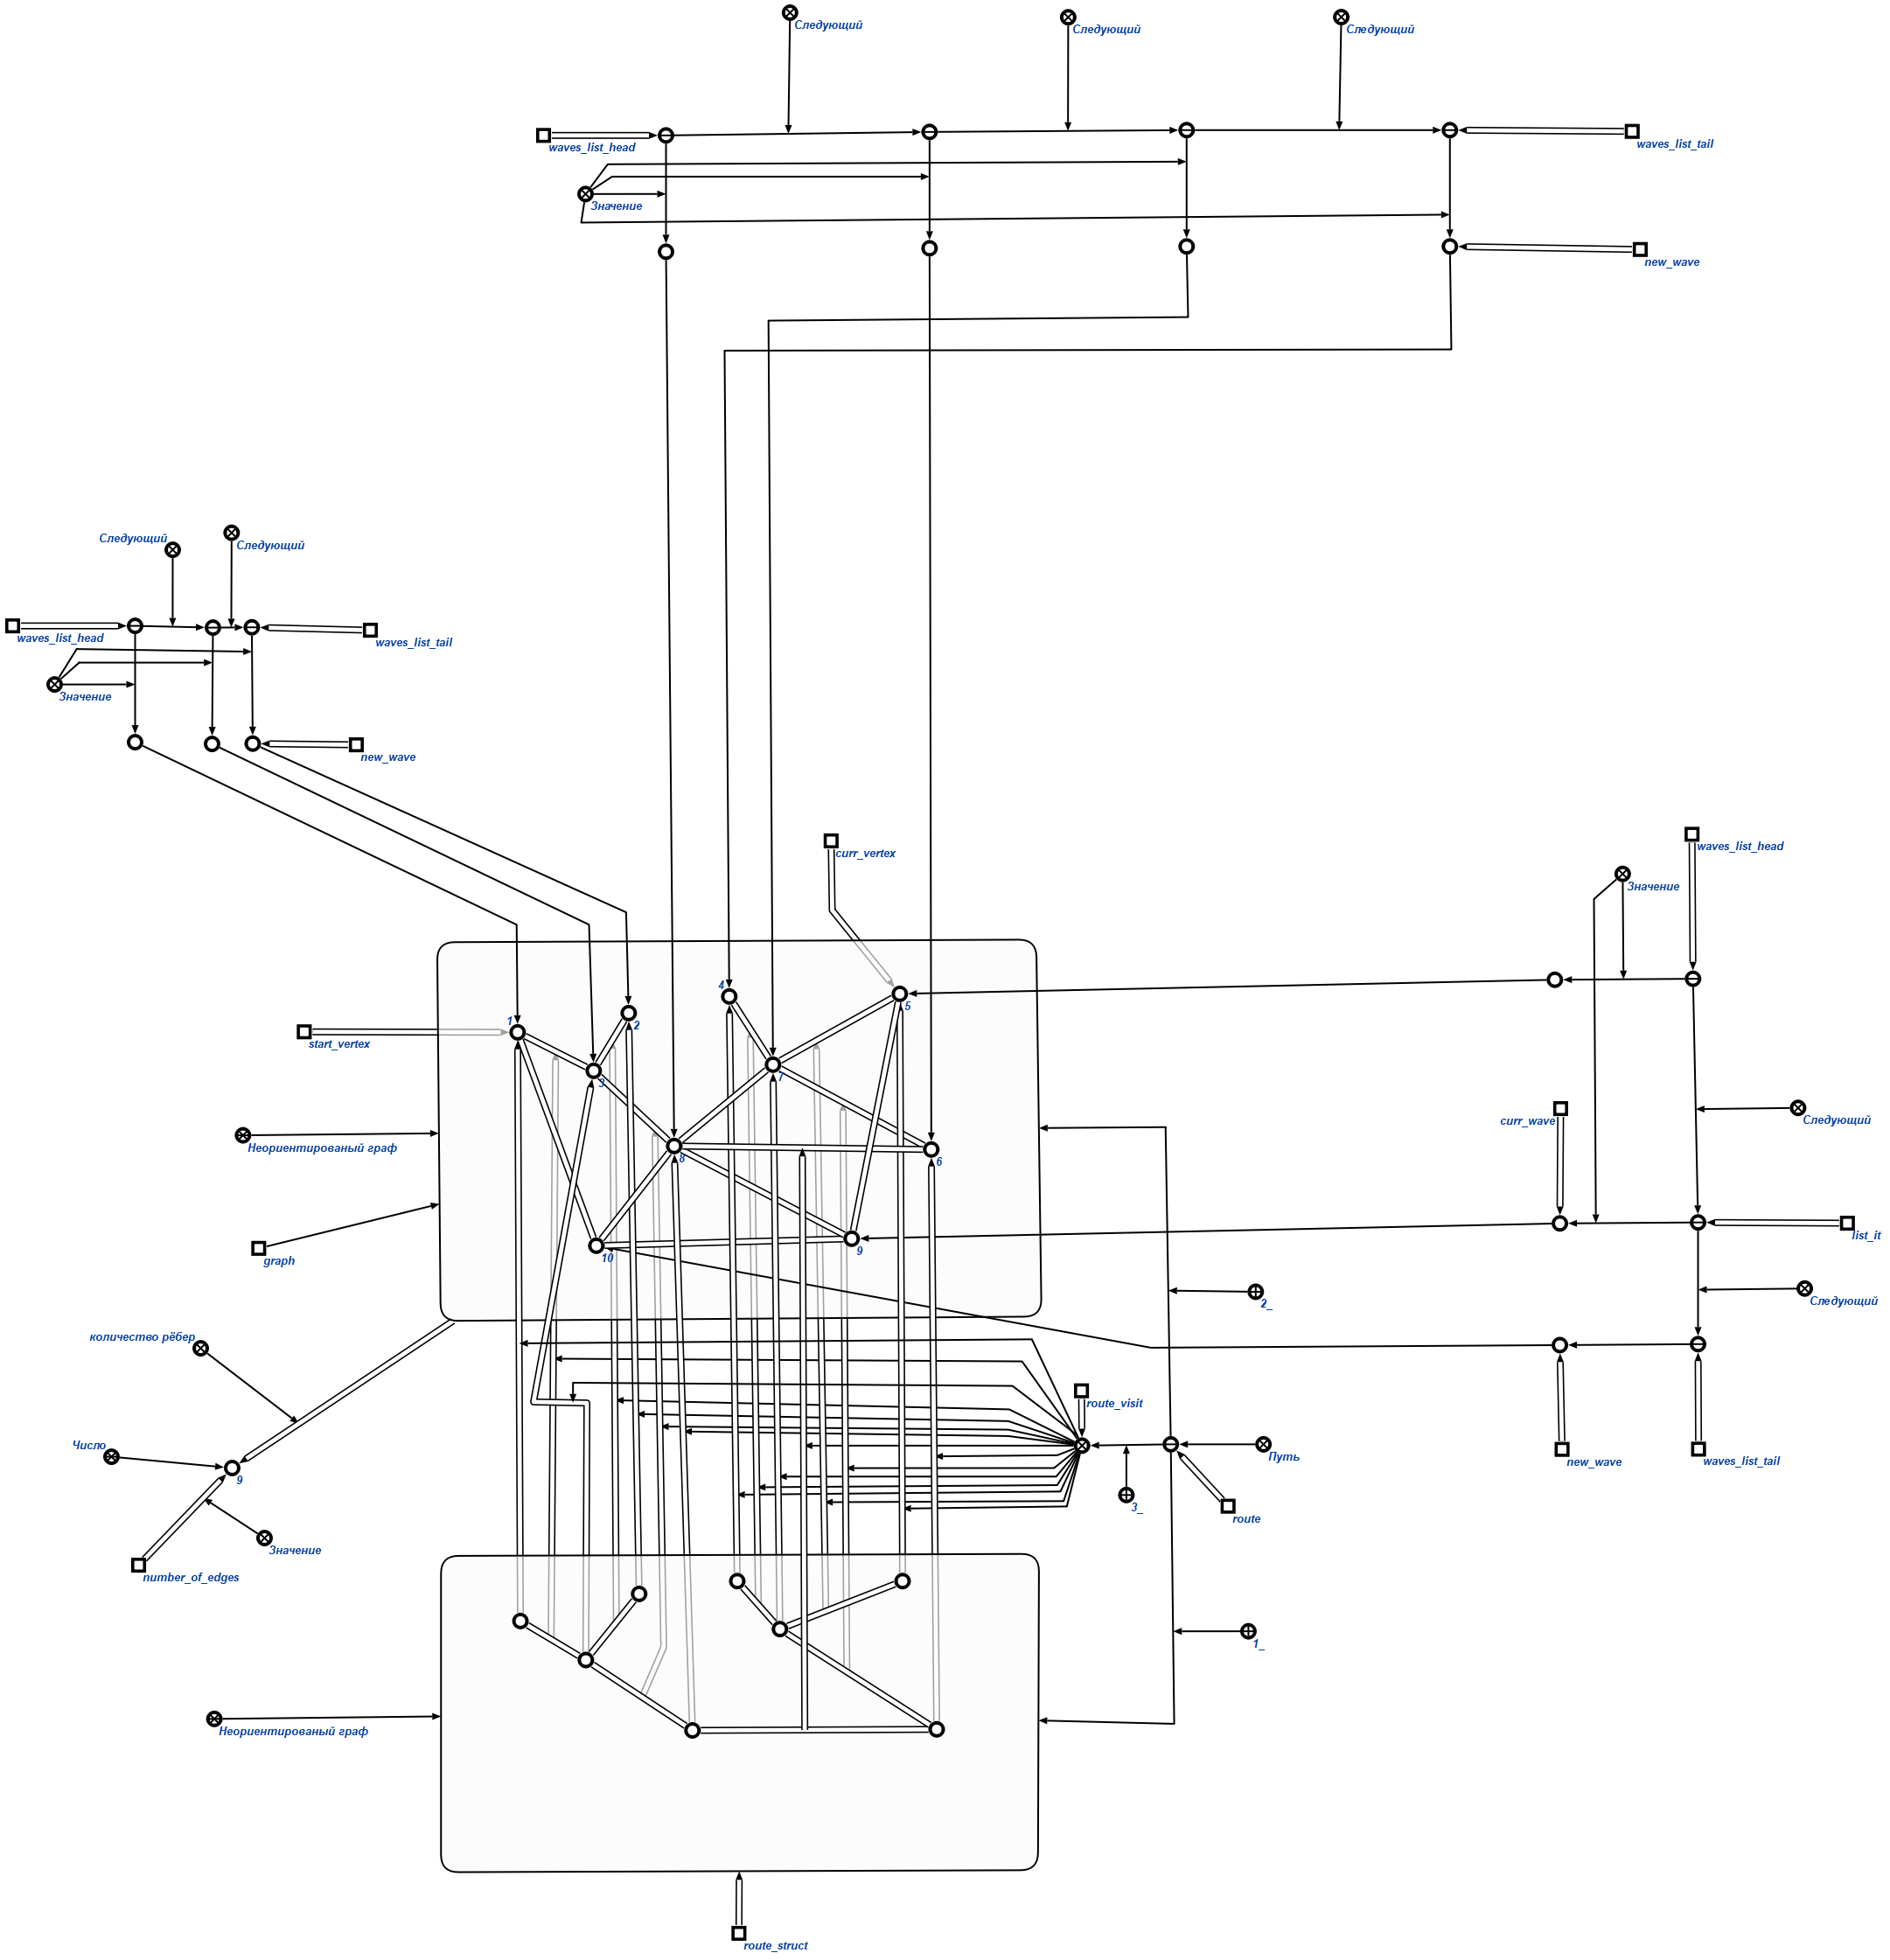 Следующий
Следующий
Следующий
waves_list_head
waves_list_tail
Значение
new_wave
Следующий
Следующий
waves_list_head
waves_list_tail
Значение
new_wave
curr_vertex
waves_list_head
Значение
4
5
1
2
start_vertex
3
7
curr_wave
Следующий
Неориентированый граф
8
6
list_it
graph
10
9
2_
Следующий
количество рёбер
route_visit
Число
Путь
new_wave
waves_list_tail
9
3_
route
Значение
number_of_edges
1_
Неориентированый граф
route_struct